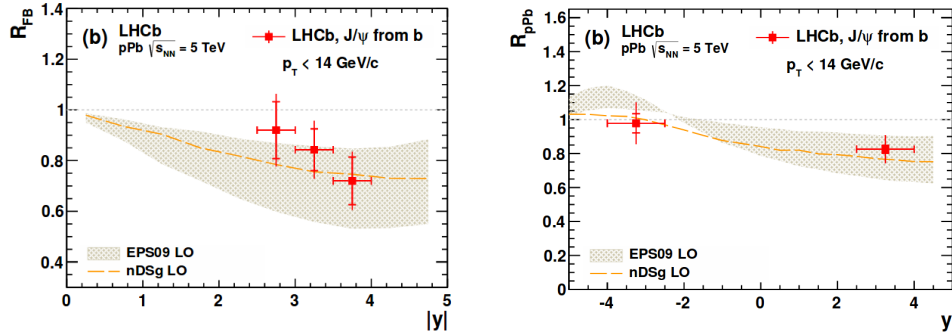 R_FB
1.4
1.2
1
0.8
0.6
0.4
(b)
LHCb
pPb √s_NN = 5 TeV
LHCb, J/ψ from b
p_T < 14 GeV/c
EPS09 LO
nDSg LO
0 1 2 3 4 5
|y|
R_pPb
1.6
1.4
1.2
1
0.8
0.6
0.4
0.2
0
(b)
LHCb
pPb √s_NN = 5 TeV
LHCb, J/ψ from b
p_T < 14 GeV/c
EPS09 LO
nDSg LO
-4 -2 0 2 4
y